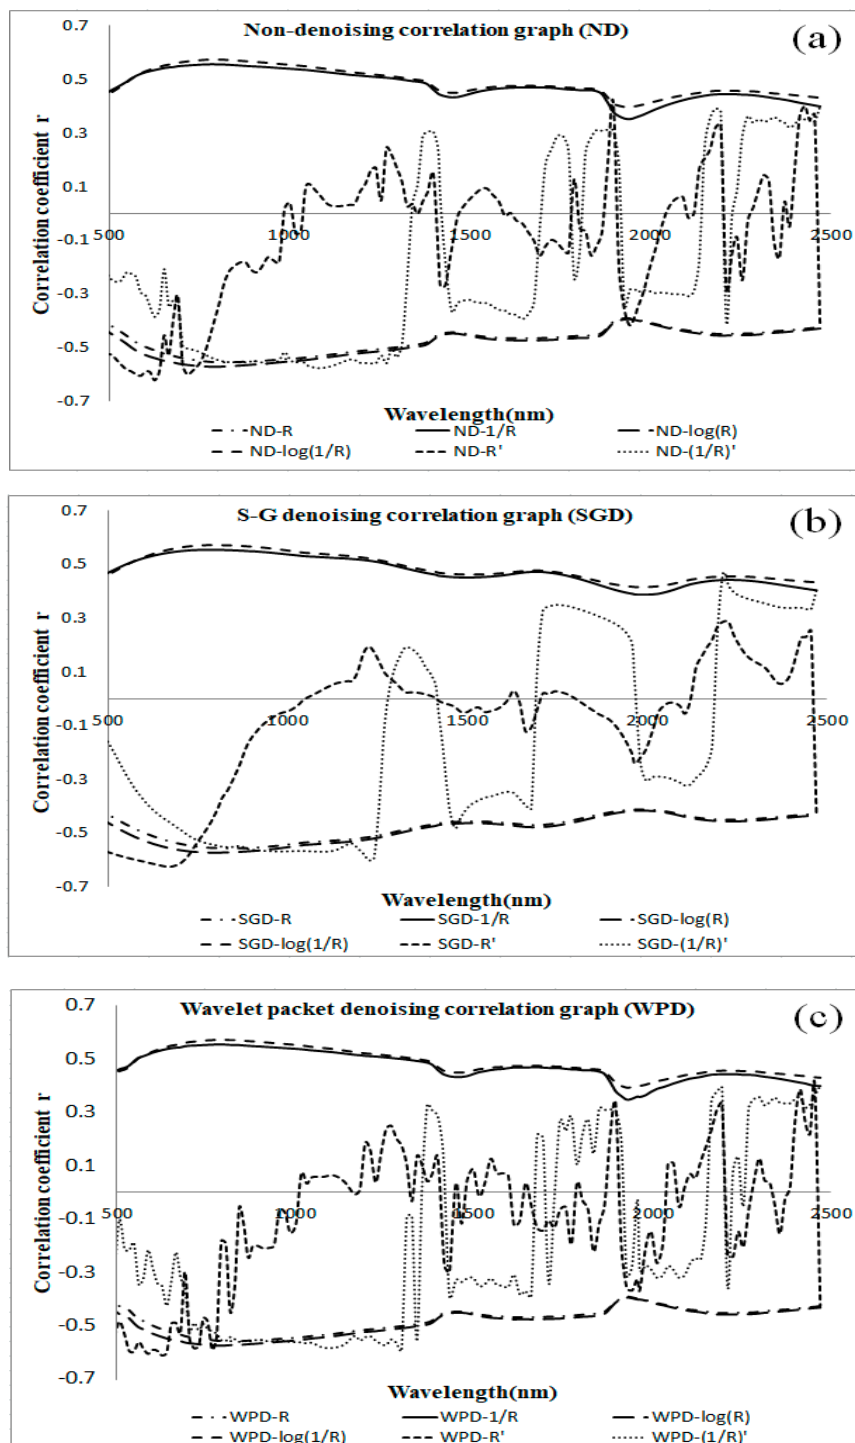 Non-denoising correlation graph (ND)
(a)
0.7
0.5
0.3
0.1
-0.1
-0.3
-0.5
-0.7
500 1000 1500 2000 2500
Correlation coefficient r
Wavelength(nm)
ND-R ND-1/R ND-log(R)
ND-log(1/R) ND-R' ND-(1/R)'
S-G denoising correlation graph (SGD)
(b)
0.7
0.5
0.3
0.1
-0.1
-0.3
-0.5
-0.7
500 1000 1500 2000 2500
Correlation coefficient r
Wavelength(nm)
SGD-R SGD-1/R SGD-log(R)
SGD-log(1/R) SGD-R' SGD-(1/R)'
Wavelet packet denoising correlation graph (WPD)
(c)
0.7
0.5
0.3
0.1
-0.1
-0.3
-0.5
-0.7
500 1000 1500 2000 2500
Correlation coefficient r
Wavelength(nm)
WPD-R WPD-1/R WPD-log(R)
WPD-log(1/R) WPD-R' WPD-(1/R)'